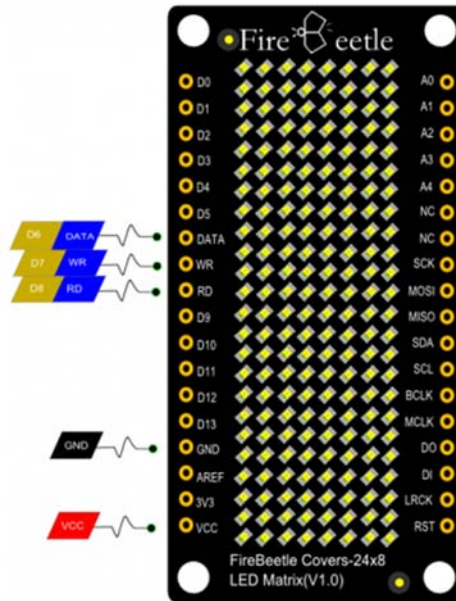 Fire eetle
D0
D1
D2
D3
D4
D5
DATA
WR
RD
D9
D10
D11
D12
D13
GND
AREF
3V3
VCC
A0
A1
A2
A3
A4
NC
NC
SCK
MOSI
MISO
SDA
SCL
BCLK
MCLK
DO
DI
LRCK
RST
D6 DATA
D7 WR
D8 RD
GND
VCC
FireBeetle Covers-24x8
LED Matrix(V1.0)